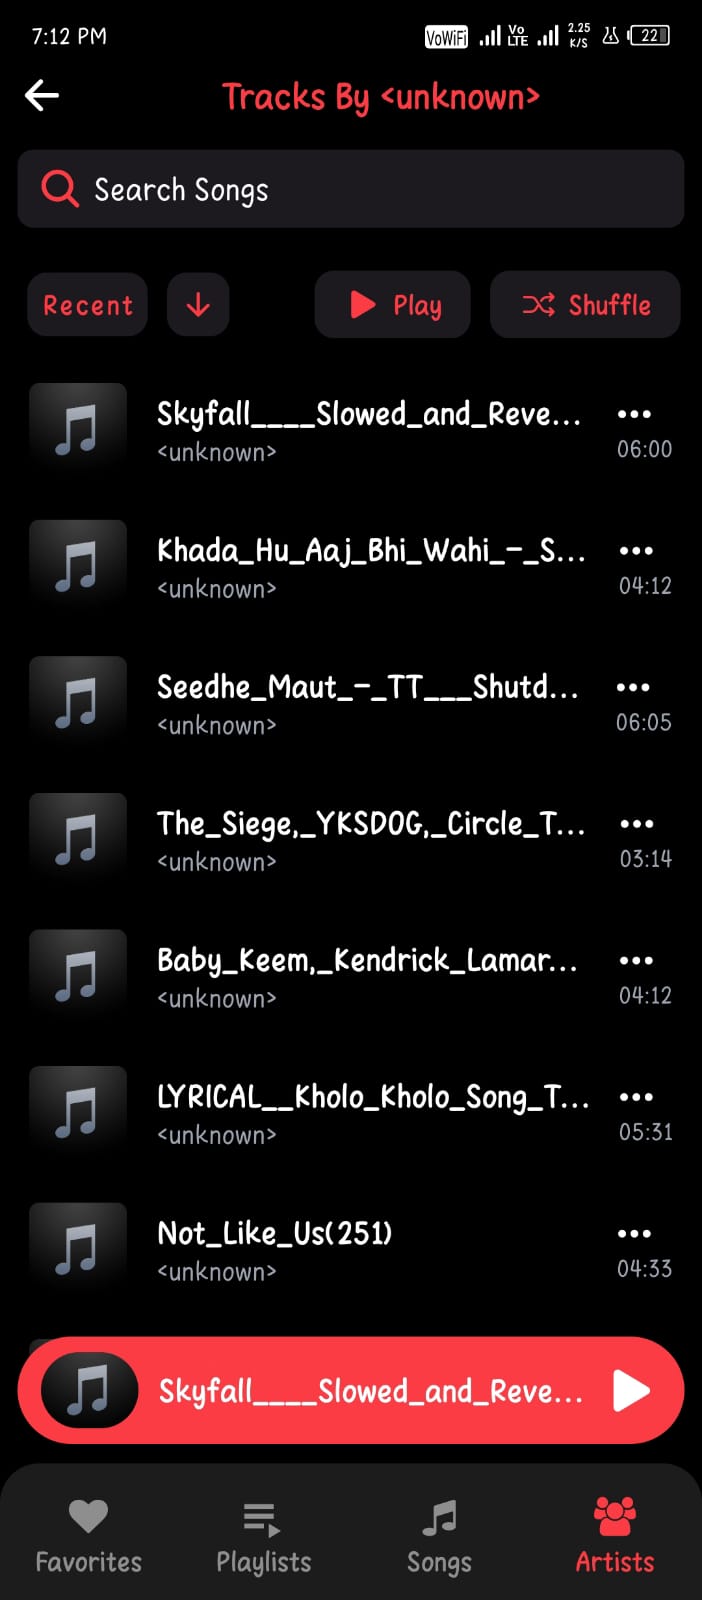 7:12 PM VoWiFi Vo LTE 2.25 K/S 22
Tracks By <unknown>
Search Songs
Recent Play Shuffle
Skyfall____Slowed_and_Reve...
<unknown> 06:00
Khada_Hu_Aaj_Bhi_Wahi_-_S...
<unknown> 04:12
Seedhe_Maut_-_TT___Shutd...
<unknown> 06:05
The_Siege,_YKSDOG,_Circle_T...
<unknown> 03:14
Baby_Keem,_Kendrick_Lamar...
<unknown> 04:12
LYRICAL__Kholo_Kholo_Song_T...
<unknown> 05:31
Not_Like_Us(251)
<unknown> 04:33
Skyfall____Slowed_and_Reve...
Favorites Playlists Songs Artists